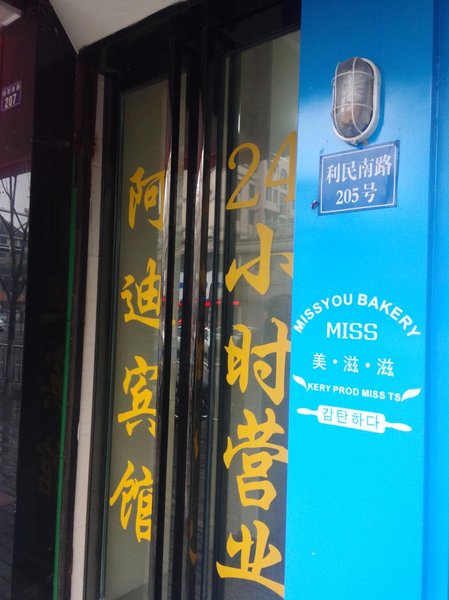 207
阿迪宾馆
24小时营业
利民南路
205号
MISSYOU BAKERY
MISS
美·滋·滋
KERY PROD MISS TS
감탄하다